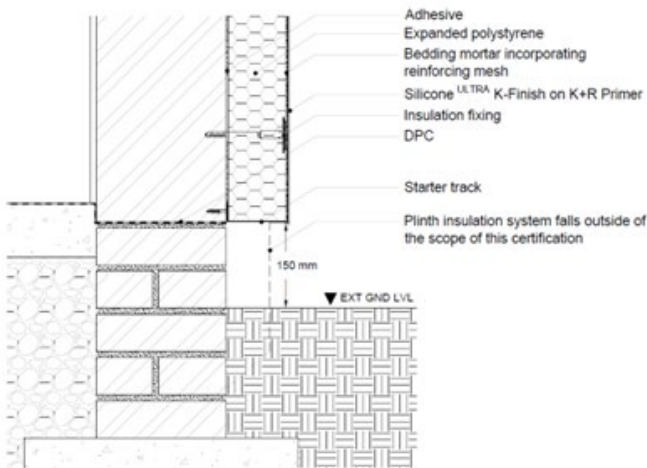 Adhesive
Expanded polystyrene
Bedding mortar incorporating
reinforcing mesh
Silicone ULTRA K-Finish on K+R Primer
Insulation fixing
DPC
Starter track
Plinth insulation system falls outside of
the scope of this certification
150 mm
EXT GND LVL